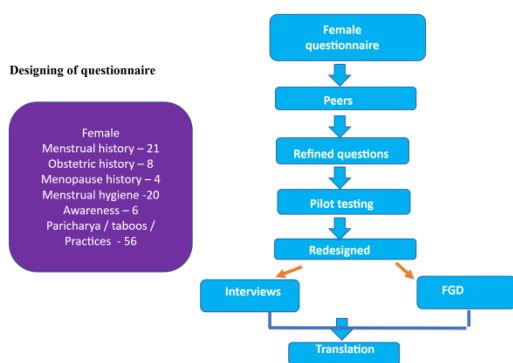 Designing of questionnaire
Female
Menstrual history – 21
Obstetric history – 8
Menopause history – 4
Menstrual hygiene -20
Awareness – 6
Paricharya / taboos /
Practices - 56
Female
questionnaire
Peers
Refined questions
Pilot testing
Redesigned
Interviews
FGD
Translation